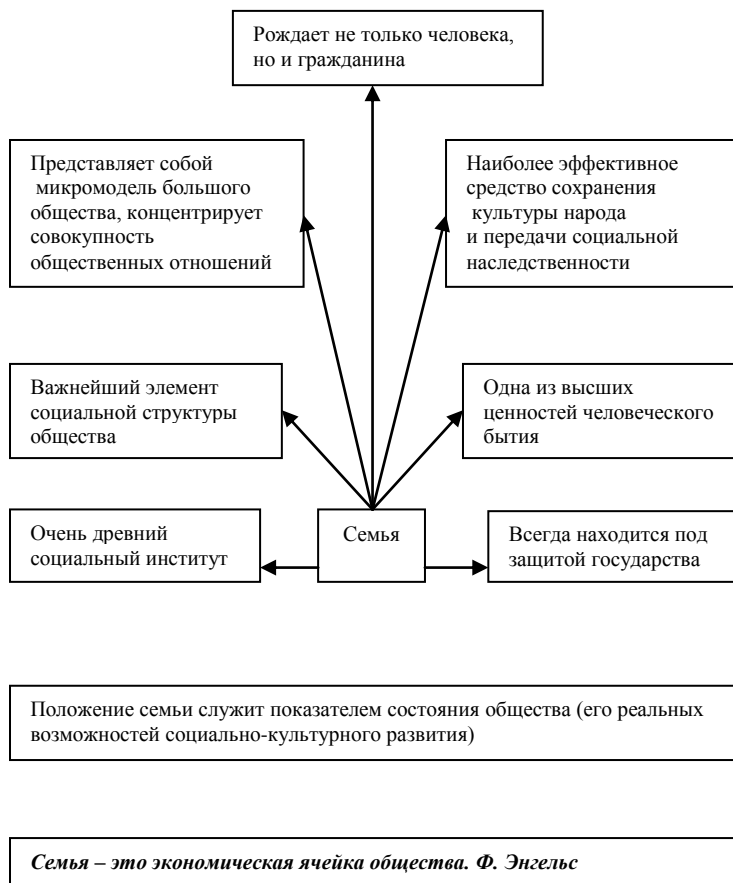 Рождает не только человека,
но и гражданина
Представляет собой
микромодель большого
общества, концентрирует
совокупность
общественных отношений
Наиболее эффективное
средство сохранения
культуры народа
и передачи социальной
наследственности
Важнейший элемент
социальной структуры
общества
Одна из высших
ценностей человеческого
бытия
Очень древний
социальный институт
Семья
Всегда находится под
защитой государства
Положение семьи служит показателем состояния общества (его реальных
возможностей социально-культурного развития)
Семья – это экономическая ячейка общества. Ф. Энгельс